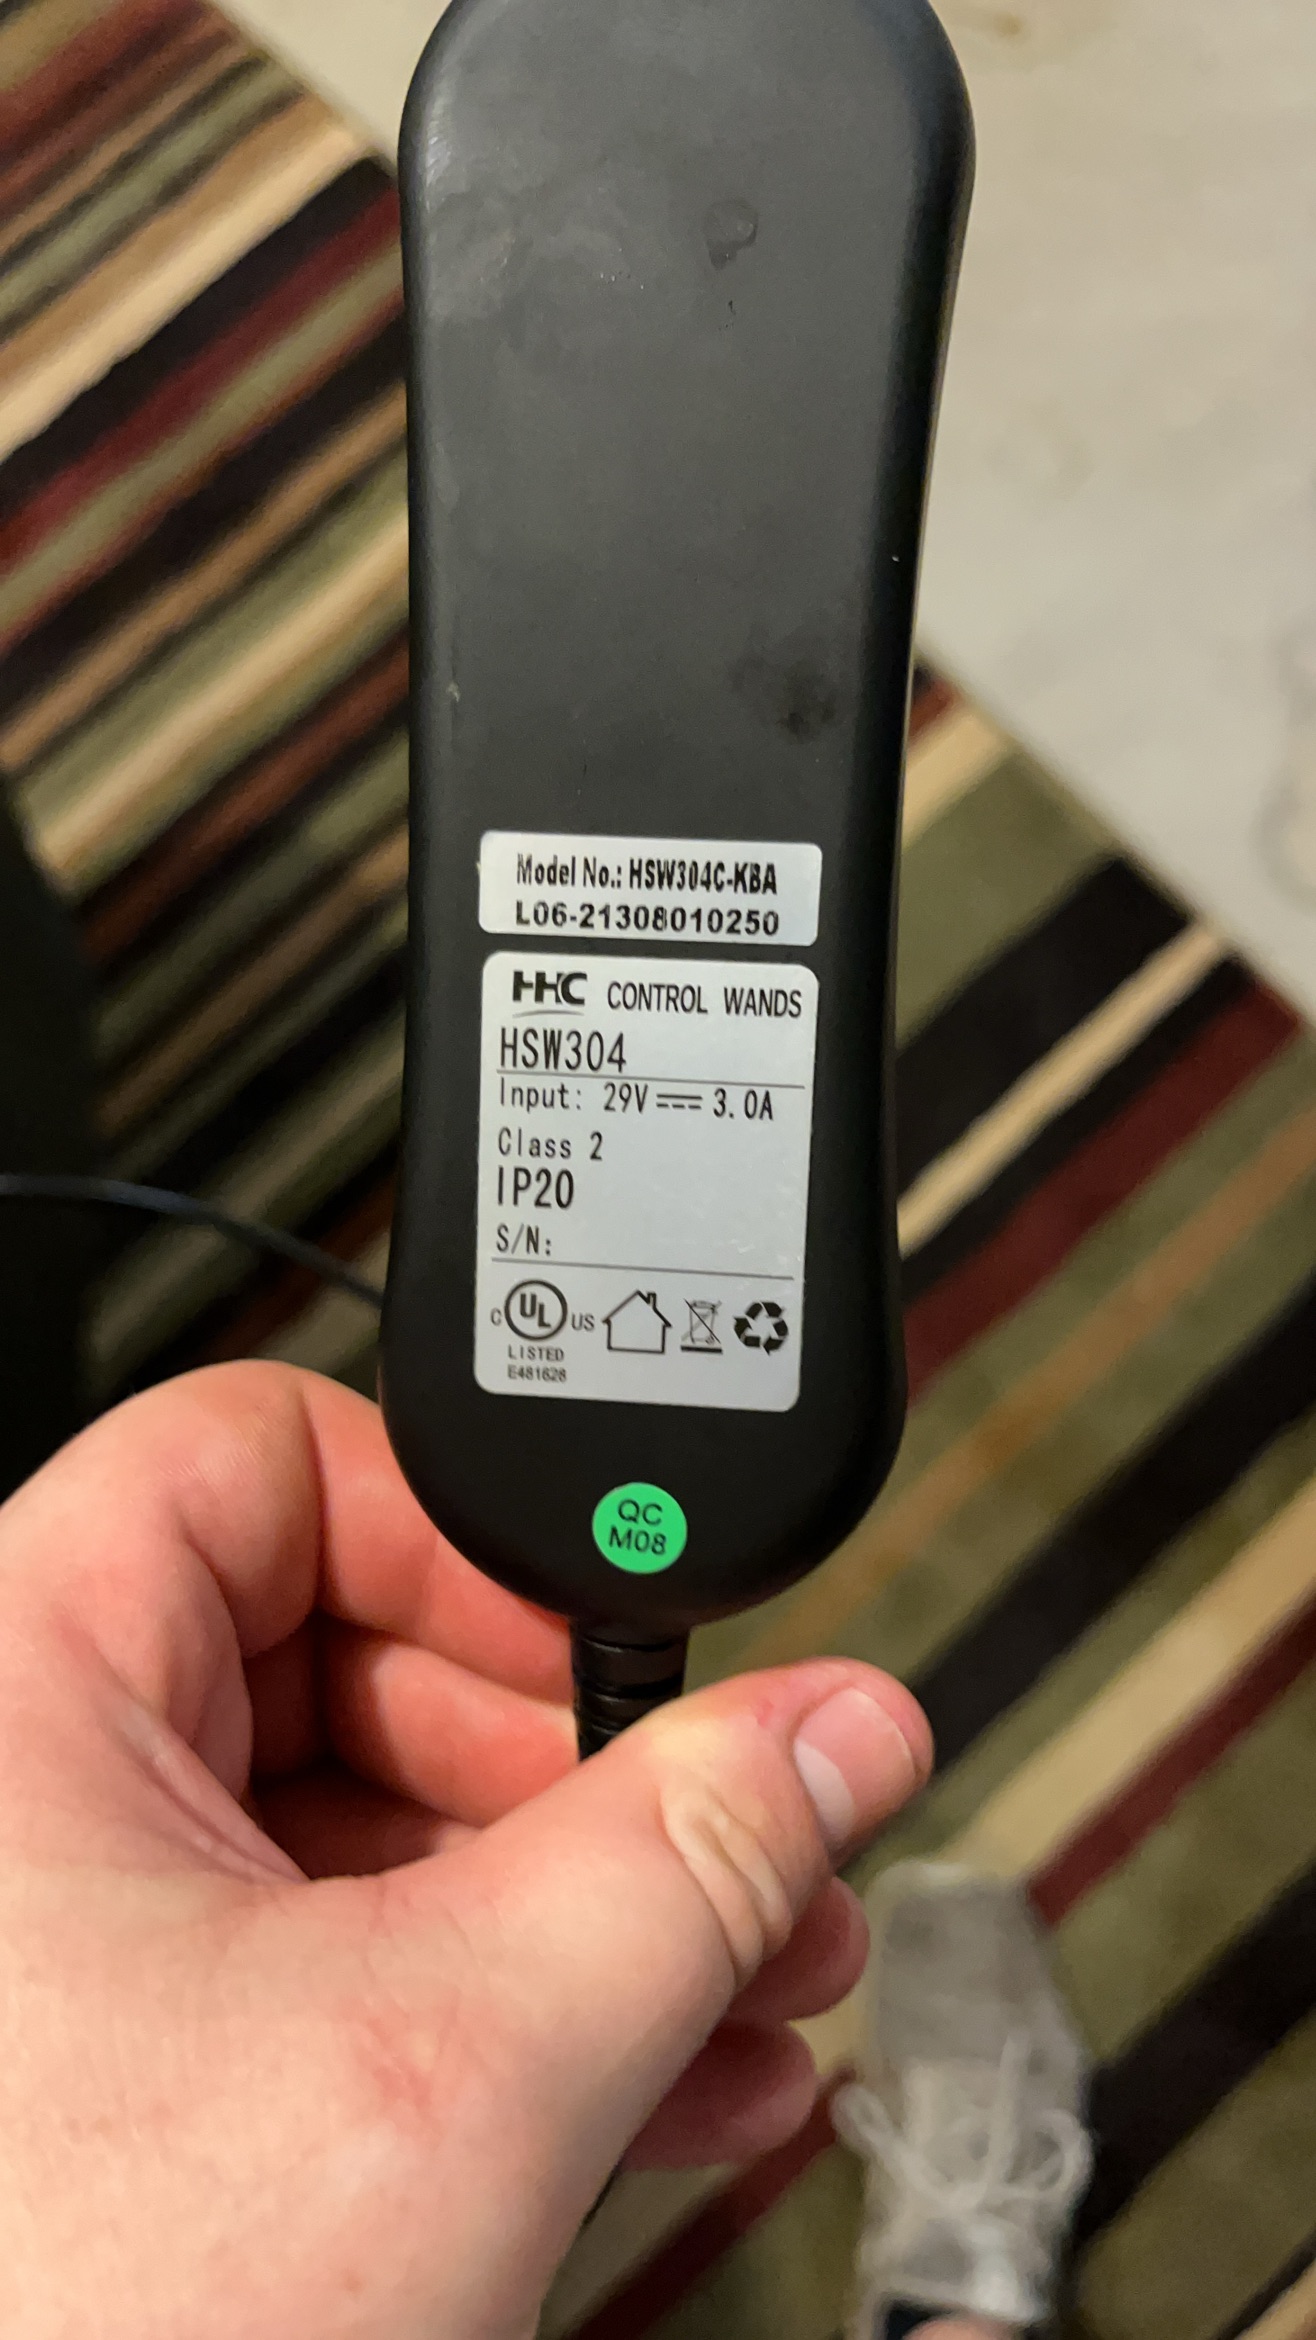 Model No.: HSW304C-KBA
L06-21308010250
HHC CONTROL WANDS
HSW304
Input: 29V⎓3.0A
Class 2
IP20
S/N:
C UL US
LISTED
E481628
QC
M08